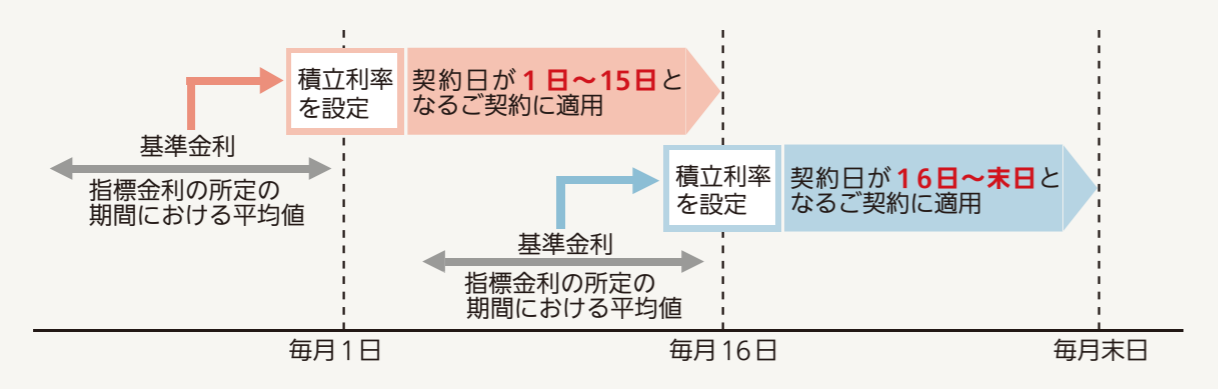 積立利率
を設定
契約日が1日～15日と
なるご契約に適用
基準金利
指標金利の所定の
期間における平均値
積立利率
を設定
契約日が16日～末日と
なるご契約に適用
基準金利
指標金利の所定の
期間における平均値
毎月1日
毎月16日
毎月末日